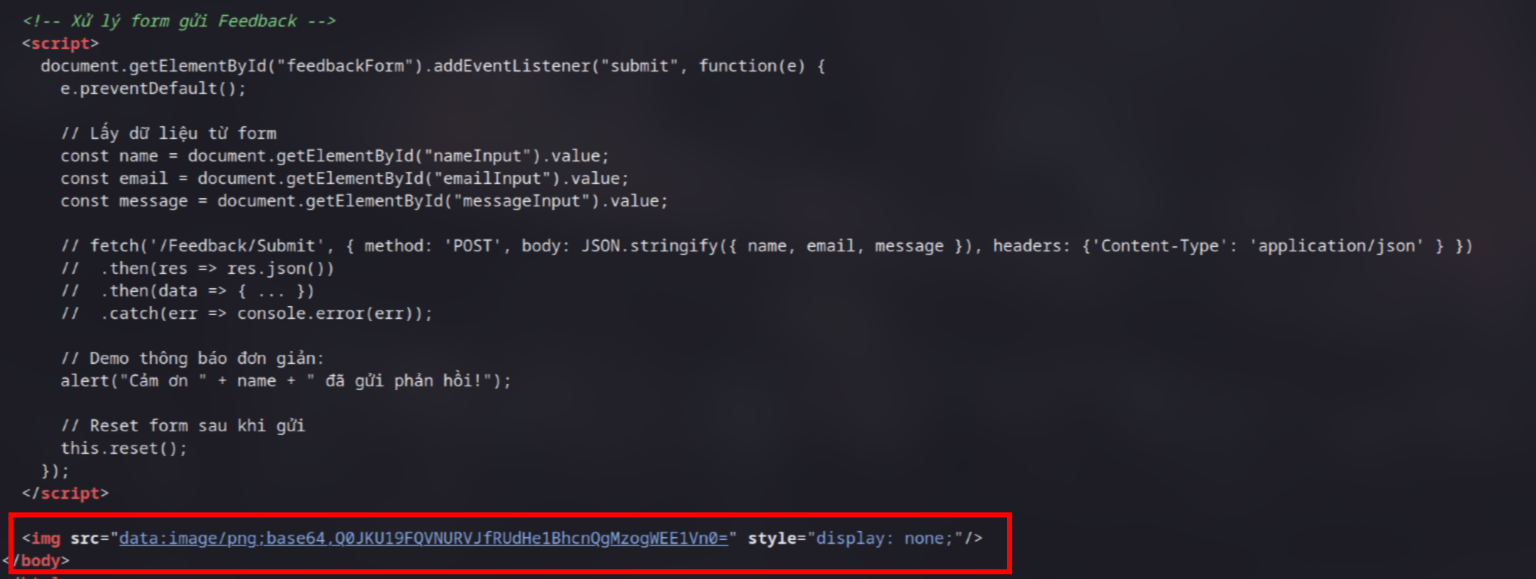 <!-- Xử lý form gửi Feedback -->
<script>
document.getElementById("feedbackForm").addEventListener("submit", function(e) {
e.preventDefault();
// Lấy dữ liệu từ form
const name = document.getElementById("nameInput").value;
const email = document.getElementById("emailInput").value;
const message = document.getElementById("messageInput").value;
// fetch('/Feedback/Submit', { method: 'POST', body: JSON.stringify({ name, email, message }), headers: {'Content-Type': 'application/json' } })
//  .then(res => res.json())
//  .then(data => { ... })
//  .catch(err => console.error(err));
// Demo thông báo đơn giản:
alert("Cảm ơn " + name + " đã gửi phản hồi!");
// Reset form sau khi gửi
this.reset();
});
</script>
<img src="data:image/png;base64,Q0JKU19FQVNURVJfRUdHe1BhcnQgMzogWEE1Vn0=" style="display: none;"/>
</body>